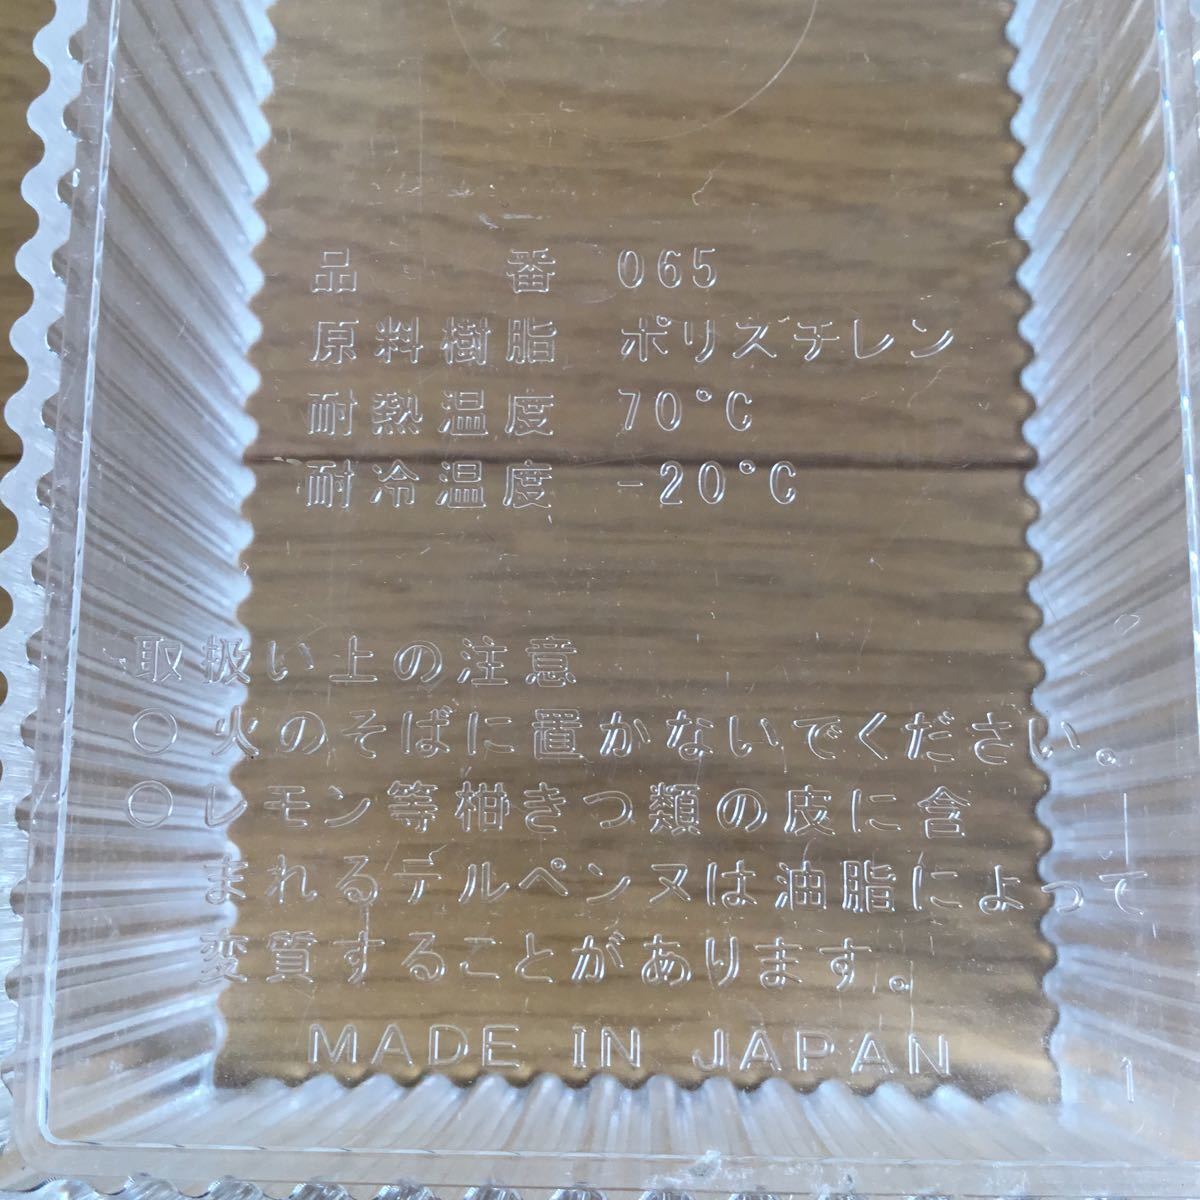 品番 065
原料樹脂 ポリスチレン
耐熱温度 70°C
耐冷温度 -20°C
取扱い上の注意
○ 火のそばに置かないでください。
○ レモン等柑きつ類の皮に含
まれるテルペンヌは油脂によって
変質することがあります。
MADE IN JAPAN
1